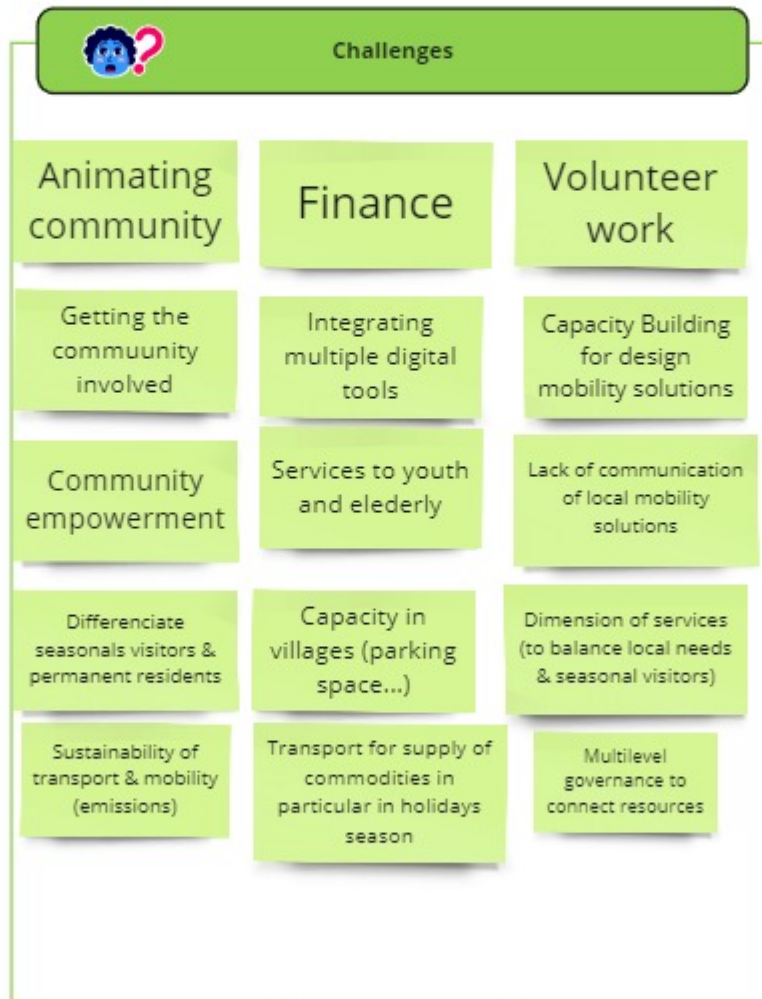 Challenges
Animating
community
Finance
Volunteer
work
Getting the
commuunity
involved
Integrating
multiple digital
tools
Capacity Building
for design
mobility solutions
Community
empowerment
Services to youth
and elederly
Lack of communication
of local mobility
solutions
Differenciate
seasonals visitors &
permanent residents
Capacity in
villages (parking
space...)
Dimension of services
(to balance local needs
& seasonal visitors)
Sustainability of
transport & mobility
(emissions)
Transport for supply of
commodities in
particular in holidays
season
Multilevel
governance to
connect resources